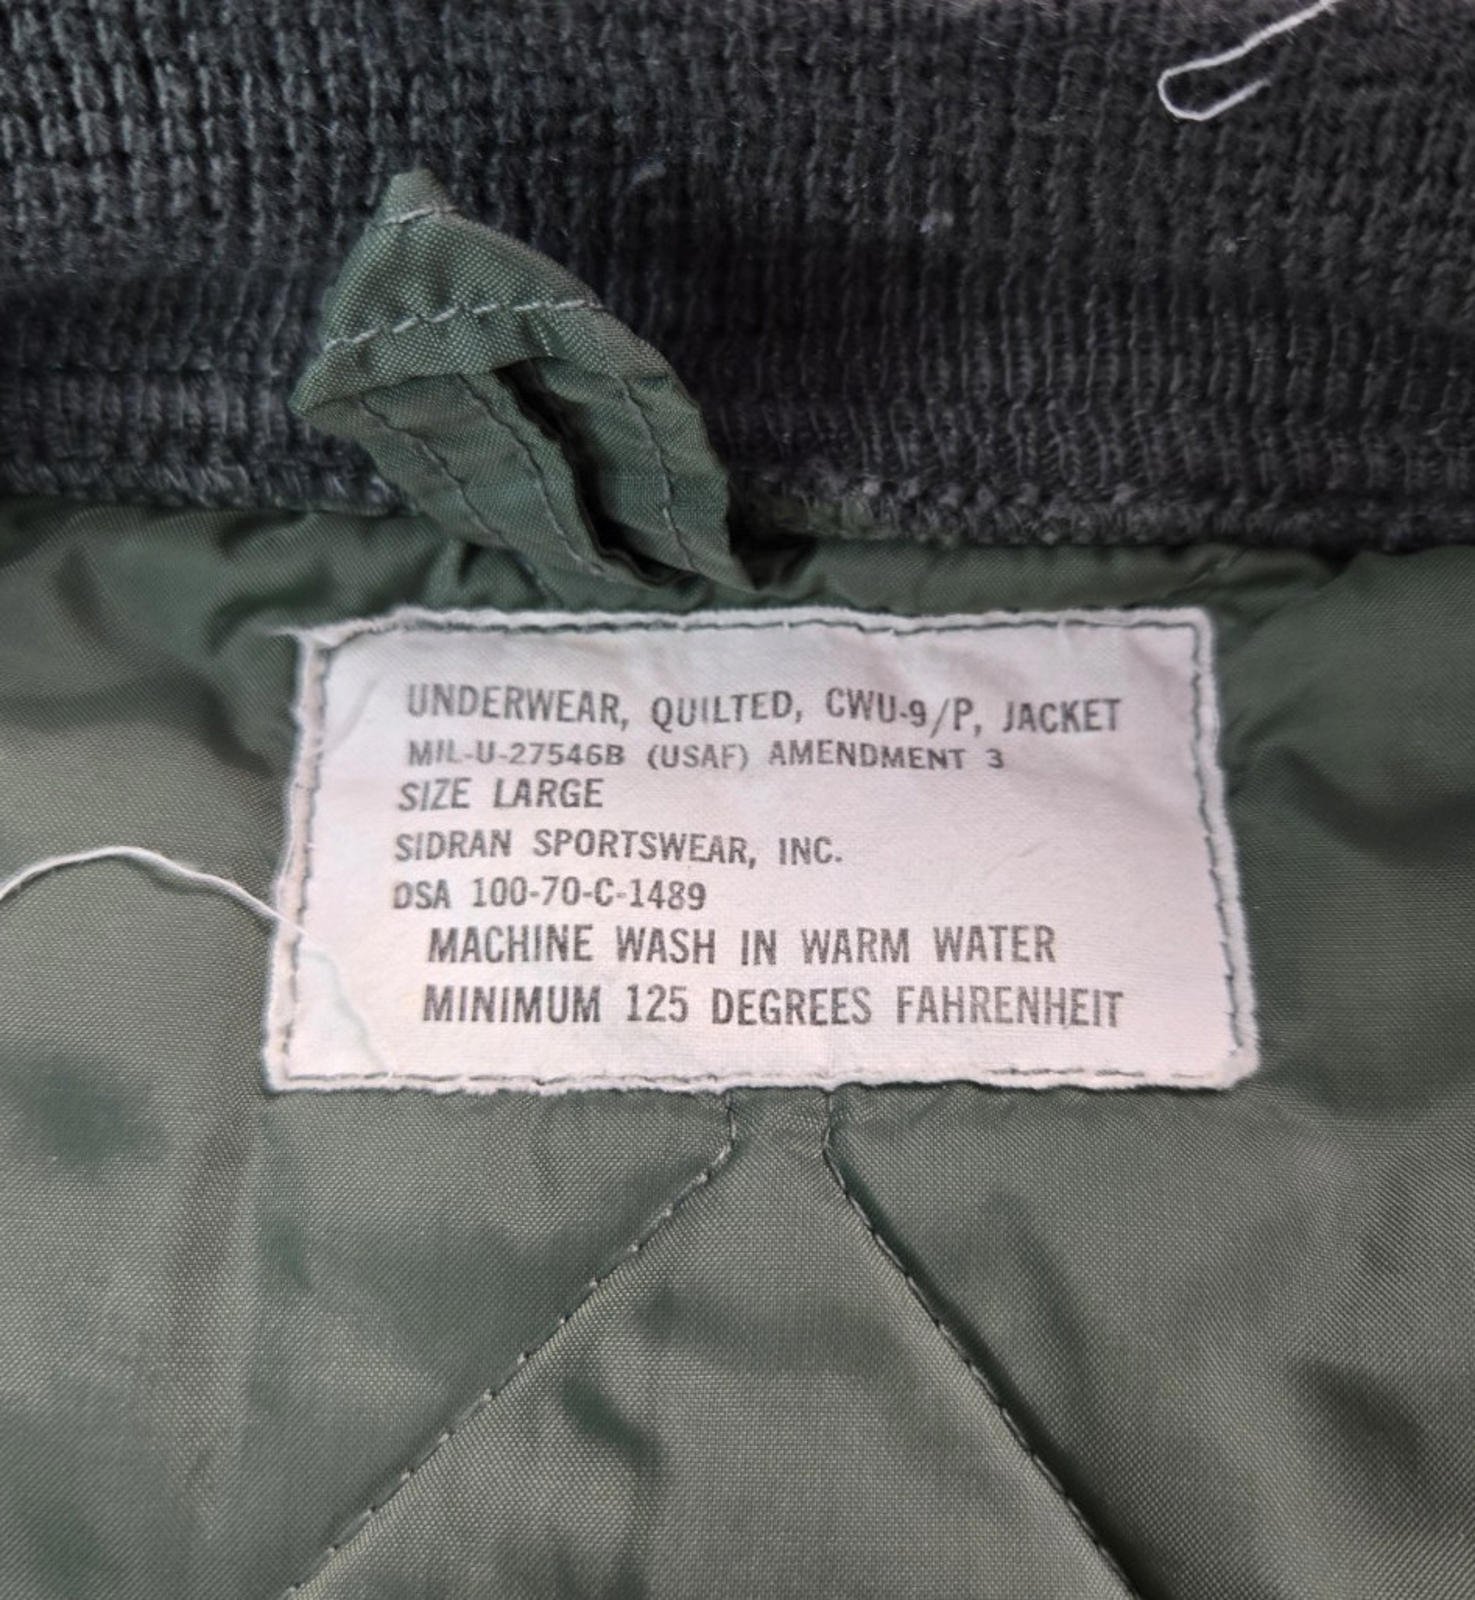 UNDERWEAR, QUILTED, CWU-9/P, JACKET
MIL-U-27546B (USAF) AMENDMENT 3
SIZE LARGE
SIDRAN SPORTSWEAR, INC.
DSA 100-70-C-1489
MACHINE WASH IN WARM WATER
MINIMUM 125 DEGREES FAHRENHEIT